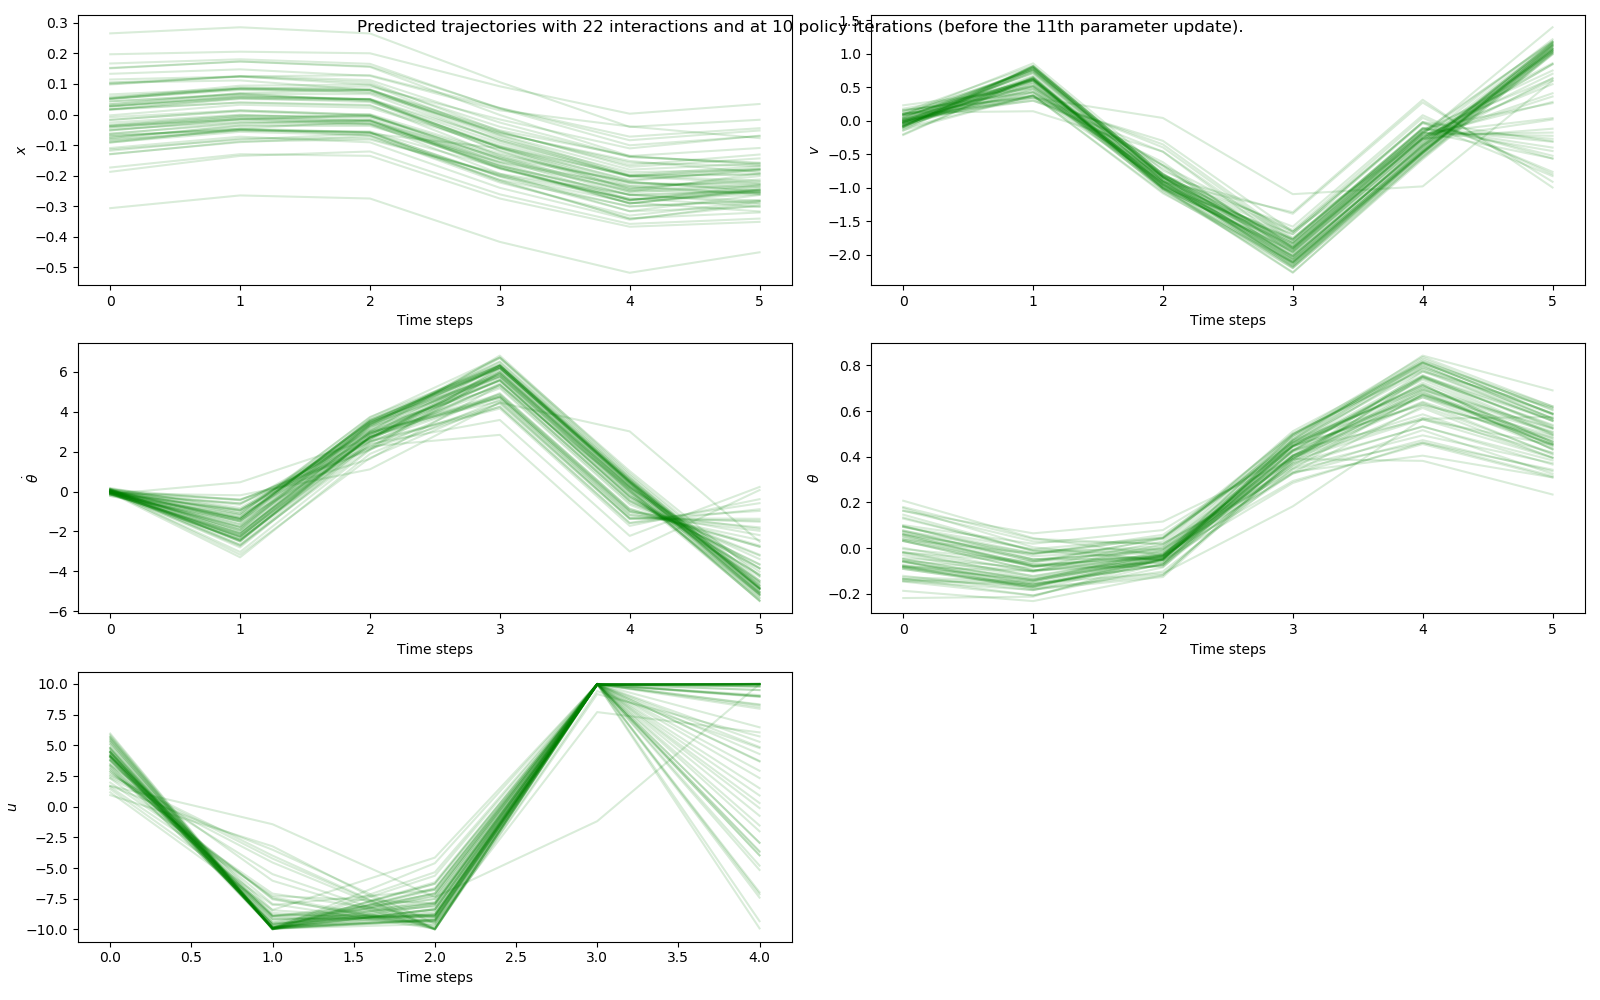 Predicted trajectories with 22 interactions and at 10 policy iterations (before the 11th parameter update).
0.3
0.2
0.1
0.0
−0.1
−0.2
−0.3
−0.4
−0.5
x
0 1 2 3 4 5
Time steps
1.5
1.0
0.5
0.0
−0.5
−1.0
−1.5
−2.0
v
0 1 2 3 4 5
Time steps
6
4
2
0
−2
−4
−6
θ̇
0 1 2 3 4 5
Time steps
0.8
0.6
0.4
0.2
0.0
−0.2
θ
0 1 2 3 4 5
Time steps
10.0
7.5
5.0
2.5
0.0
−2.5
−5.0
−7.5
−10.0
u
0.0 0.5 1.0 1.5 2.0 2.5 3.0 3.5 4.0
Time steps